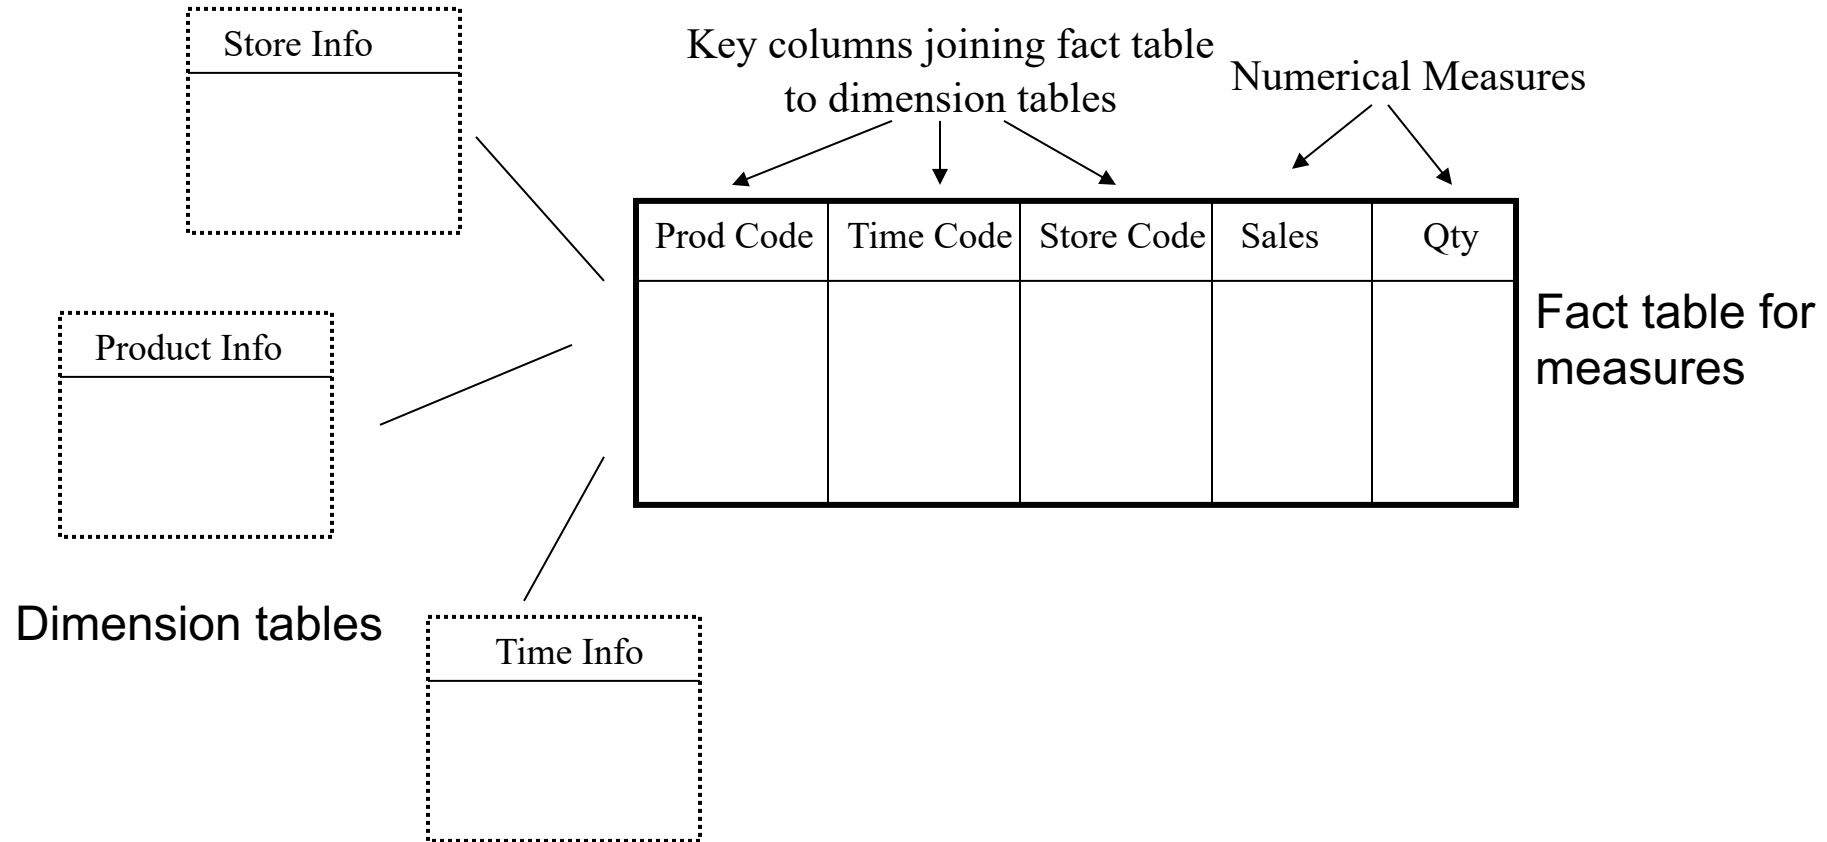 Store Info
Key columns joining fact table
to dimension tables
Numerical Measures
Prod Code Time Code Store Code Sales Qty
Fact table for
measures
Product Info
Dimension tables
Time Info